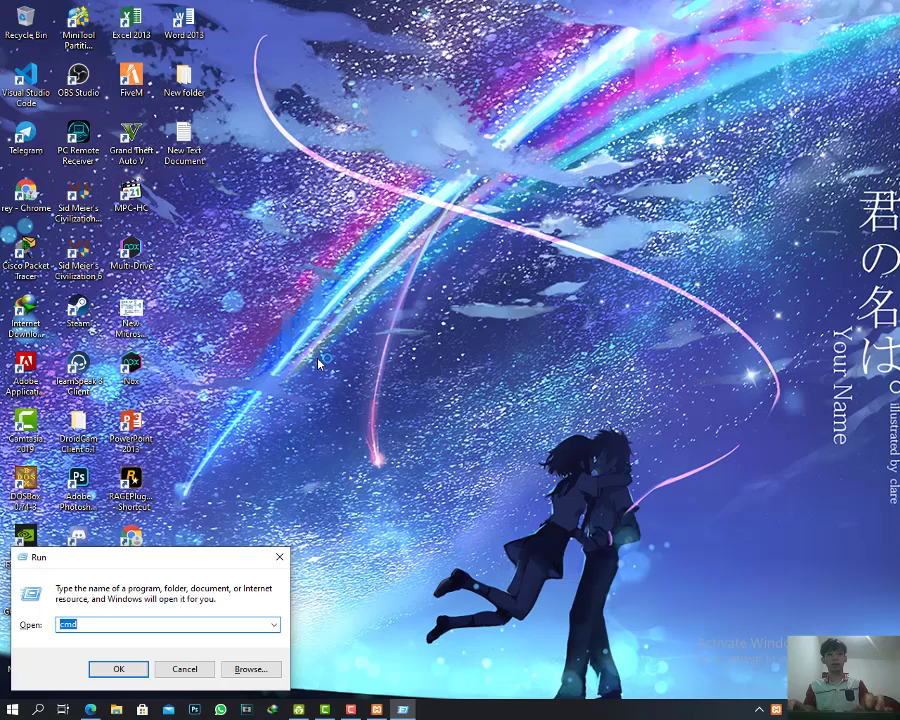 Recycle Bin
MiniTool
Partiti...
Excel 2013
Word 2013
Visual Studio
Code
OBS Studio
FiveM
New folder
Telegram
PC Remote
Receiver
Grand Theft
Auto V
New Text
Document
rey - Chrome
Sid Meier's
Civilization...
MPC-HC
Cisco Packet
Tracer
Sid Meier's
Civilization 6
Multi-Drive
Internet
Downlo...
Steam
New
Micros...
Adobe
Applicati...
TeamSpeak 3
Client
Nox
Camtasia
2019
DroidCam
Client 6.1
PowerPoint
2013
DOSBox
0.74-3
Adobe
Photosh...
RAGEPlug...
- Shortcut
君の名は。
Your Name
illustrated by clare
Run
Type the name of a program, folder, document, or Internet
resource, and Windows will open it for you.
Open:
cmd
OK
Cancel
Browse...
Activate Windo